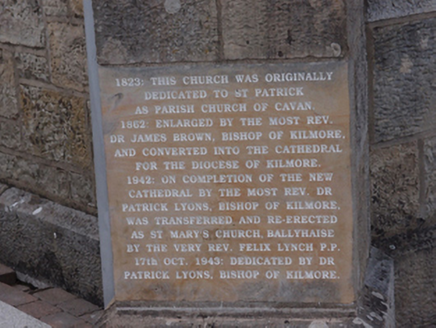 1823: THIS CHURCH WAS ORIGINALLY
DEDICATED TO ST PATRICK
AS PARISH CHURCH OF CAVAN.
1862: ENLARGED BY THE MOST REV.
DR JAMES BROWN, BISHOP OF KILMORE,
AND CONVERTED INTO THE CATHEDRAL
FOR THE DIOCESE OF KILMORE.
1942: ON COMPLETION OF THE NEW
CATHEDRAL BY THE MOST REV. DR
PATRICK LYONS, BISHOP OF KILMORE,
WAS TRANSFERRED AND RE-ERECTED
AS ST MARY'S CHURCH, BALLYHAISE
BY THE VERY REV. FELIX LYNCH P.P.
17th OCT. 1943: DEDICATED BY DR
PATRICK LYONS, BISHOP OF KILMORE.